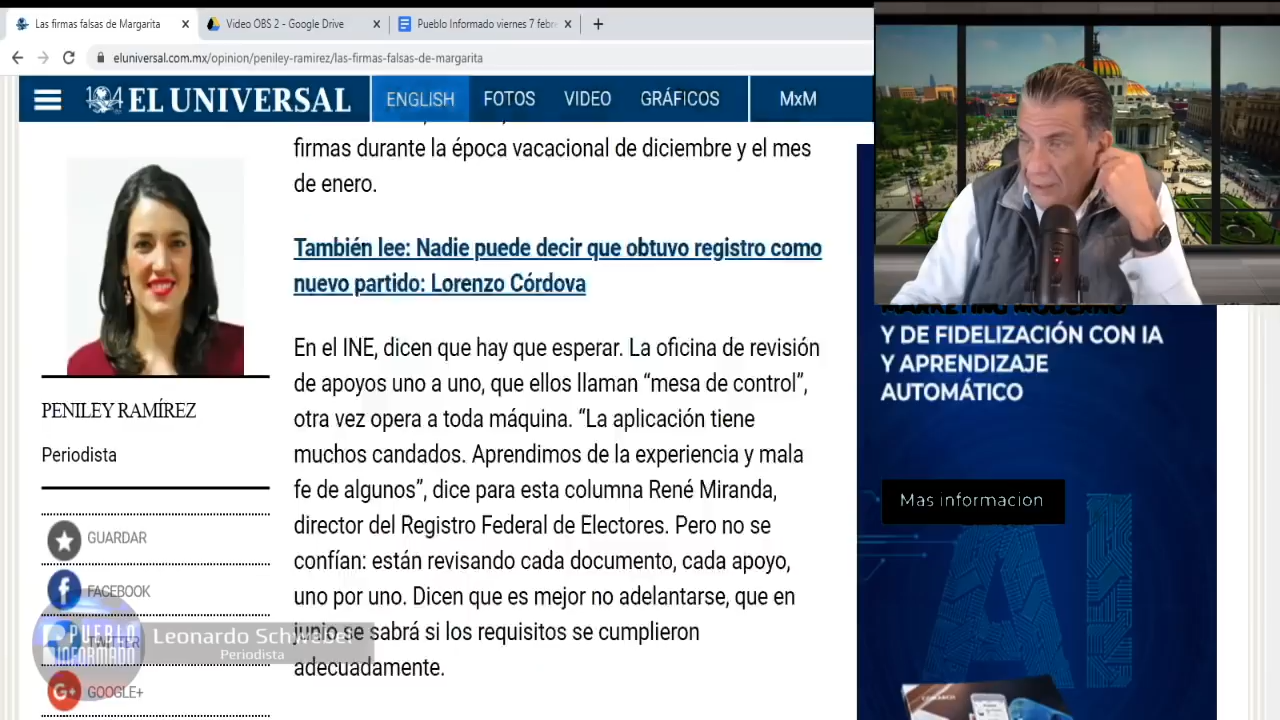 Las firmas falsas de Margarita
Video OBS 2 - Google Drive
Pueblo Informado viernes 7 febr
eluniversal.com.mx/opinion/peniley-ramirez/las-firmas-falsas-de-margarita
104 EL UNIVERSAL
ENGLISH
FOTOS
VIDEO
GRÁFICOS
MxM
firmas durante la época vacacional de diciembre y el mes
de enero.
También lee: Nadie puede decir que obtuvo registro como
nuevo partido: Lorenzo Córdova
En el INE, dicen que hay que esperar. La oficina de revisión
de apoyos uno a uno, que ellos llaman “mesa de control”,
otra vez opera a toda máquina. “La aplicación tiene
muchos candados. Aprendimos de la experiencia y mala
fe de algunos”, dice para esta columna René Miranda,
director del Registro Federal de Electores. Pero no se
confían: están revisando cada documento, cada apoyo,
uno por uno. Dicen que es mejor no adelantarse, que en
junio se sabrá si los requisitos se cumplieron
adecuadamente.
PENILEY RAMÍREZ
Periodista
GUARDAR
FACEBOOK
TWITTER
GOOGLE+
PUEBLO
INFORMADO
Leonardo Schwebel
Periodista
MARKETING MODERNO
Y DE FIDELIZACIÓN CON IA
Y APRENDIZAJE
AUTOMÁTICO
Mas informacion
AI